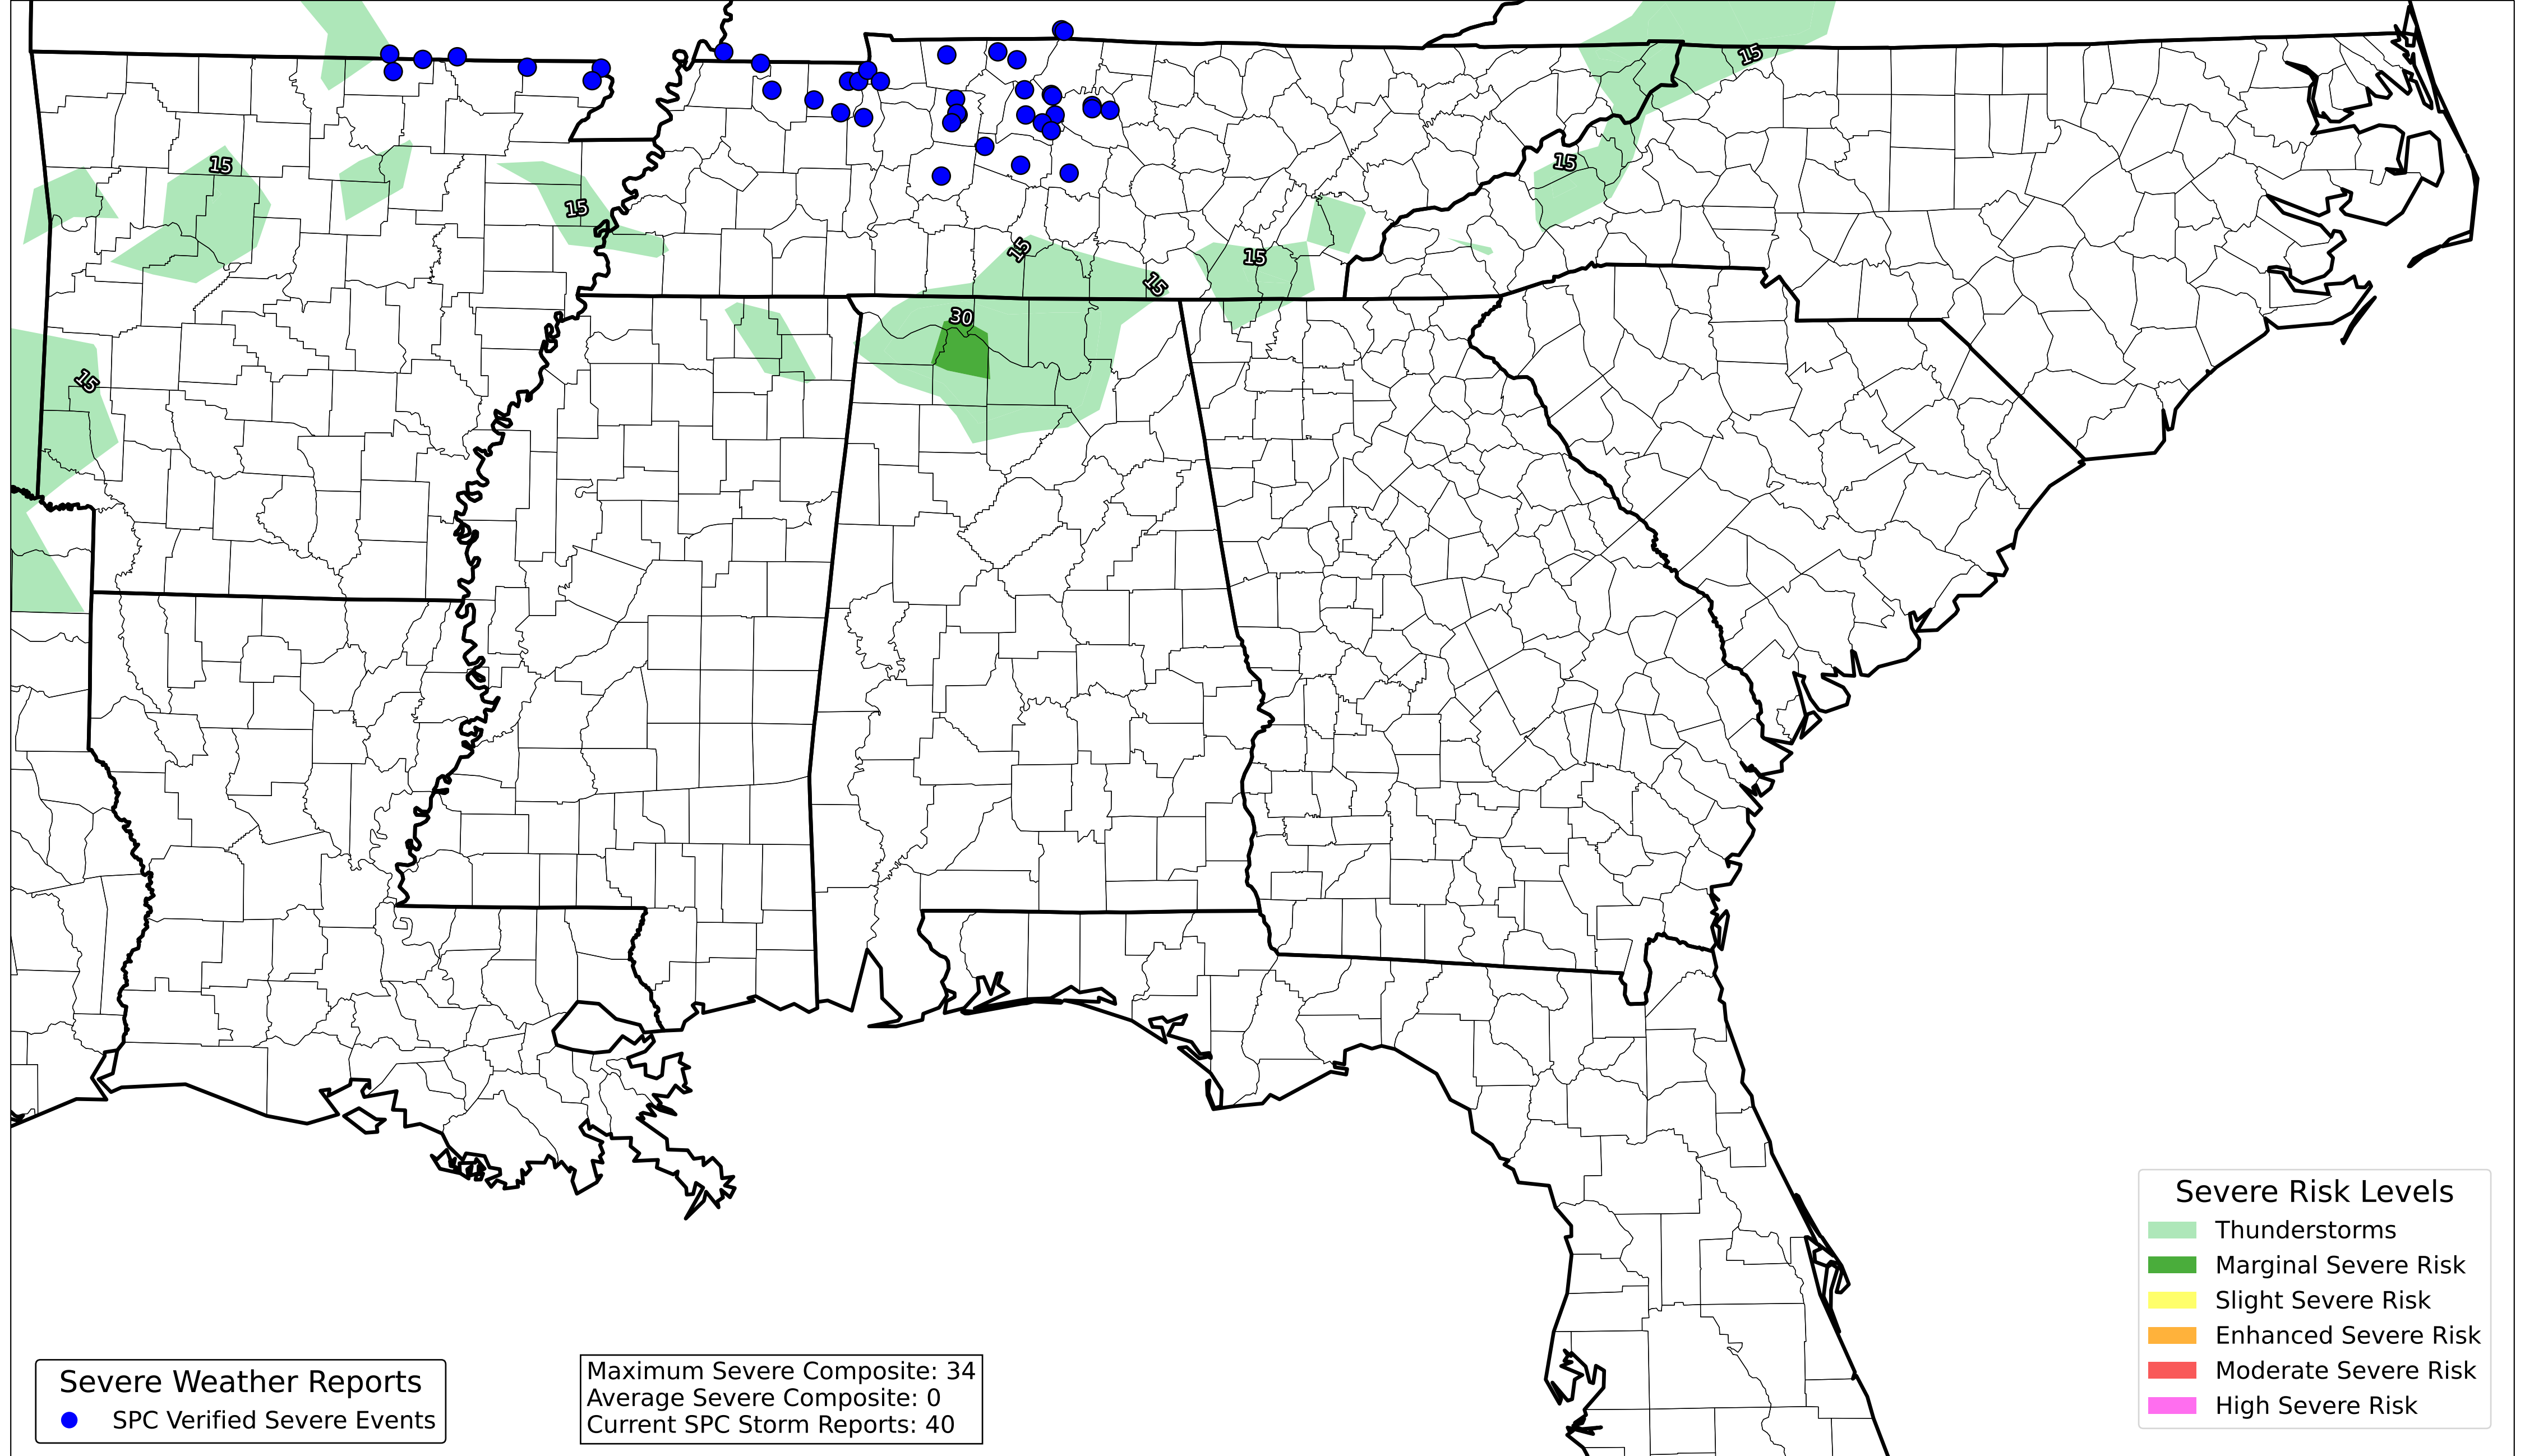 15
15
15
15
15
15
15
30
15
Severe Risk Levels
Thunderstorms
Marginal Severe Risk
Slight Severe Risk
Enhanced Severe Risk
Moderate Severe Risk
High Severe Risk
Severe Weather Reports
SPC Verified Severe Events
Maximum Severe Composite: 34
Average Severe Composite: 0
Current SPC Storm Reports: 40